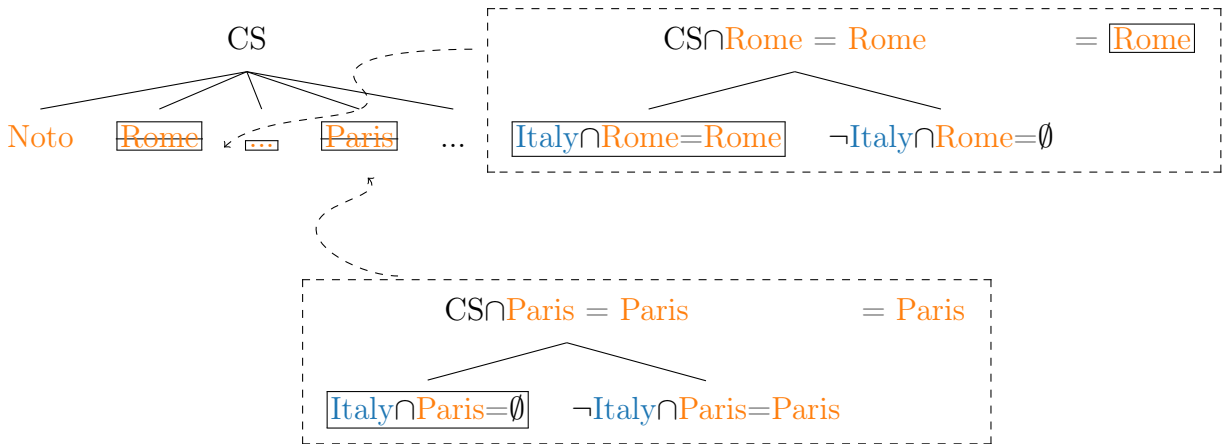 CS
Noto Rome ... Paris ...
CS∩Rome = Rome = Rome
Italy∩Rome=Rome ¬Italy∩Rome=∅
CS∩Paris = Paris = Paris
Italy∩Paris=∅ ¬Italy∩Paris=Paris